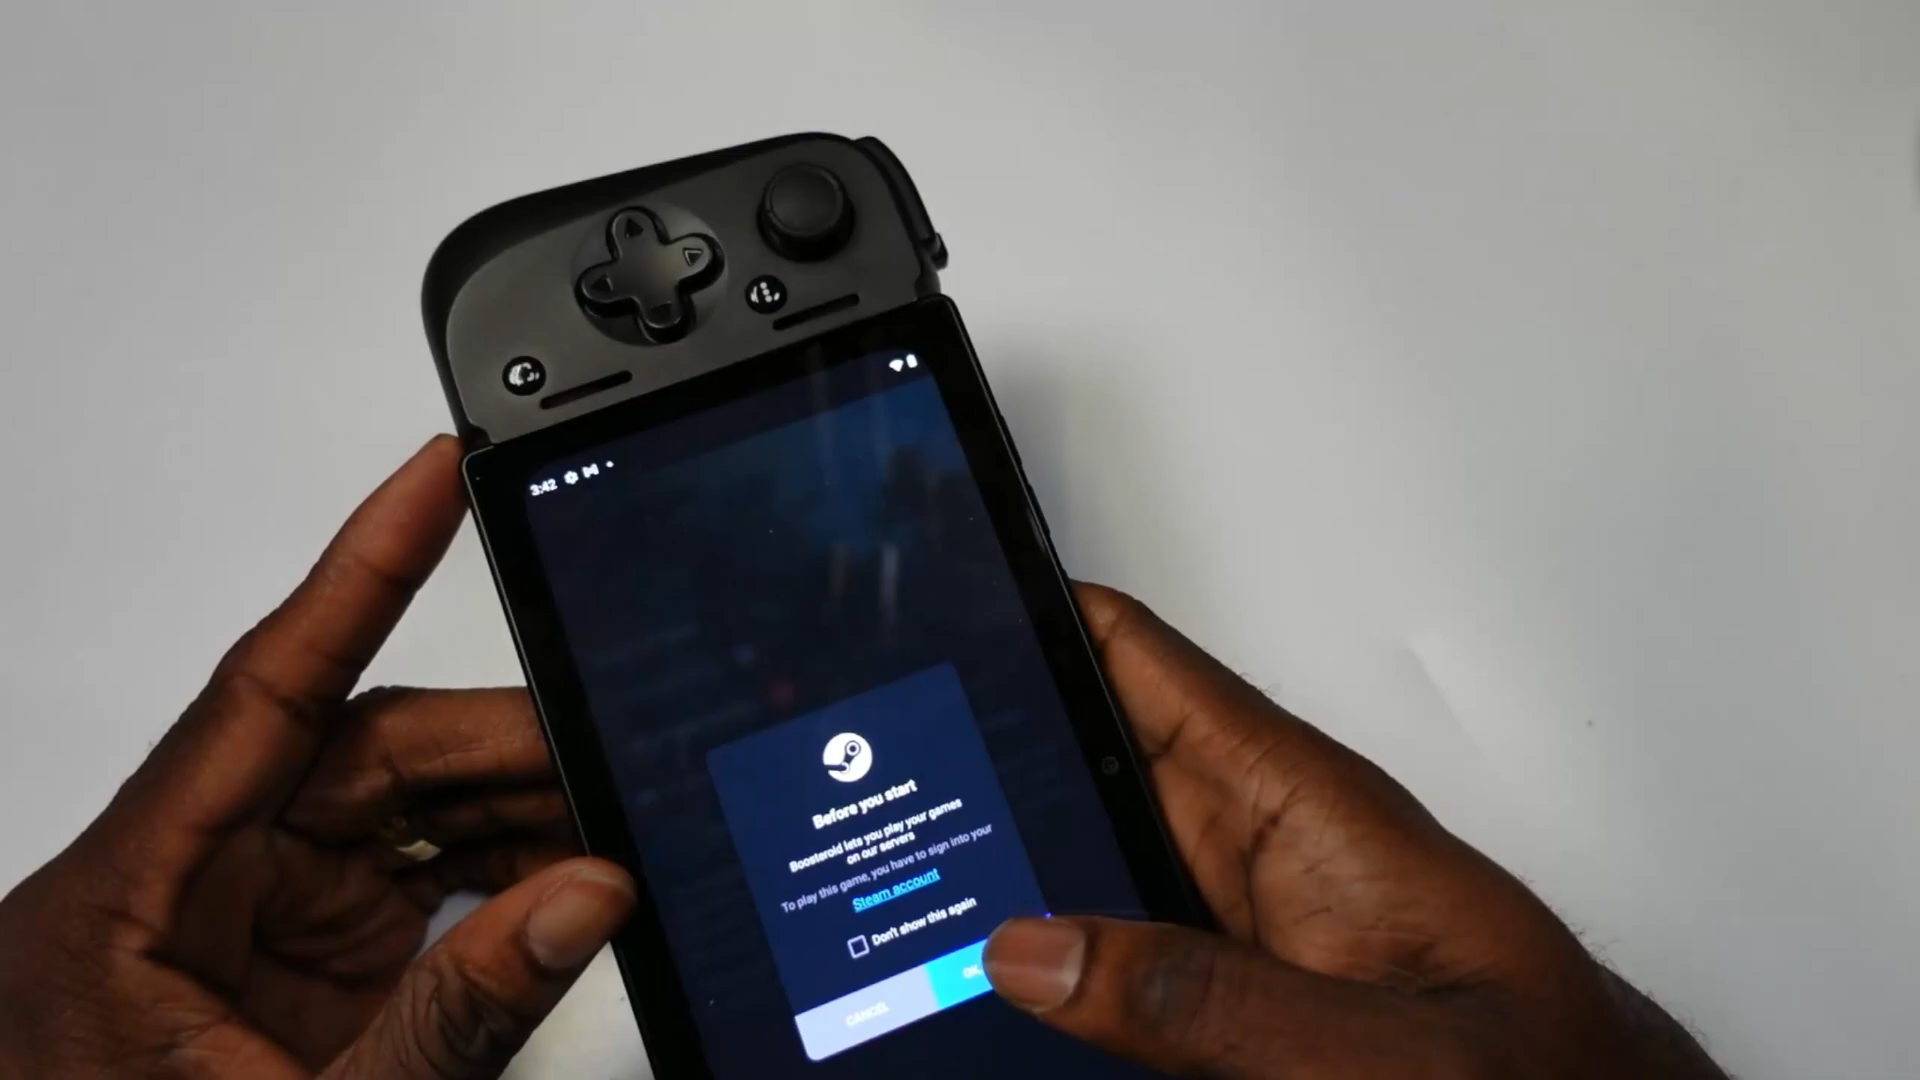 3:42
Before you start
Boosteroid lets you play your games
on our servers
To play this game, you have to sign into your
Steam account
Don't show this again
CANCEL
OK,